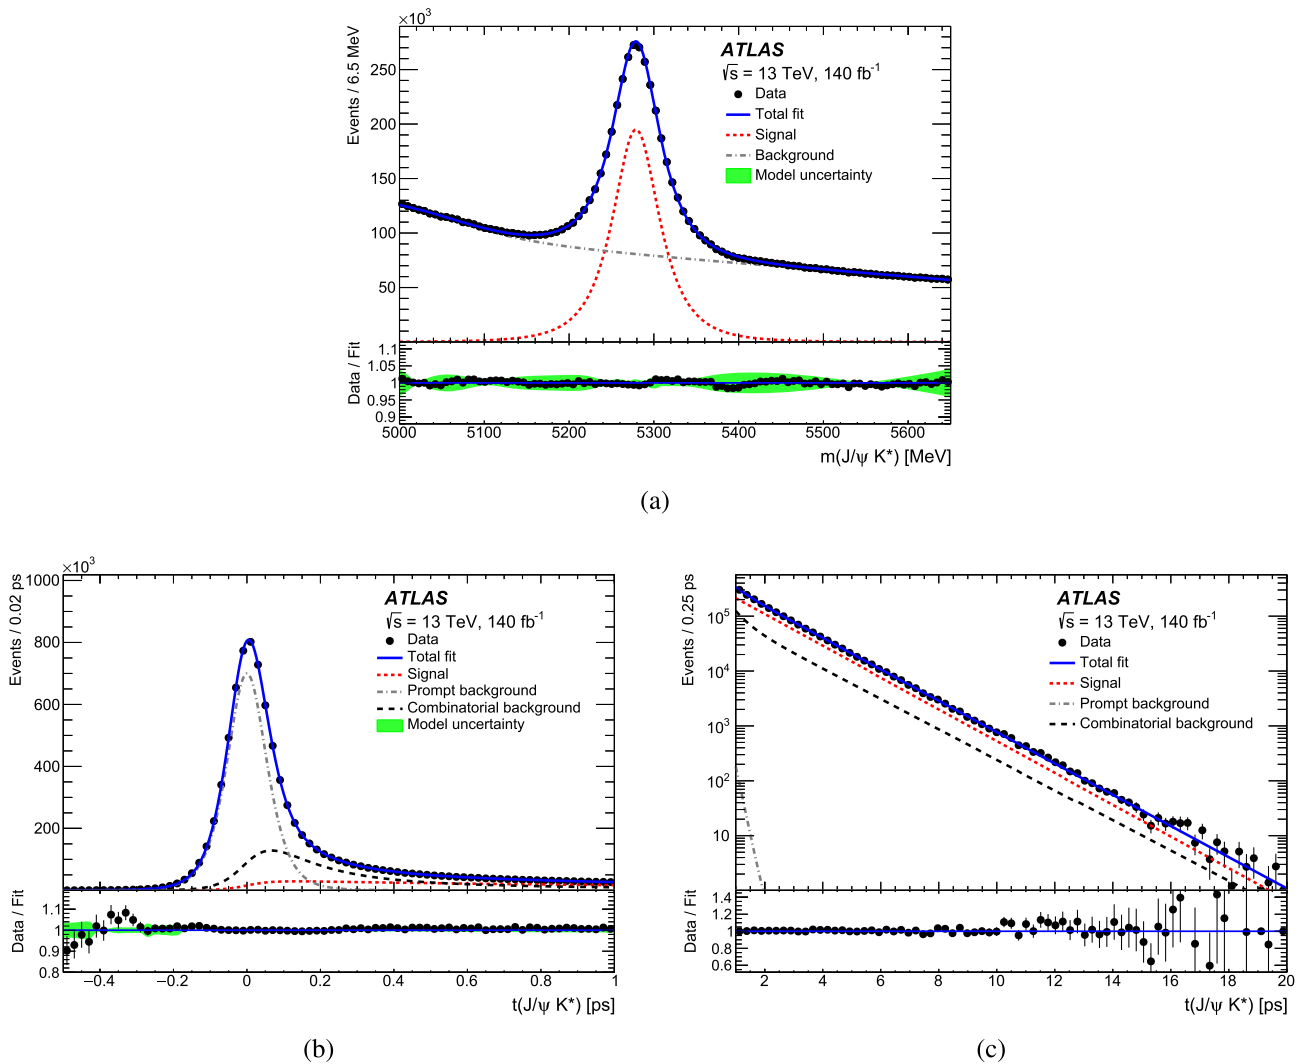 ×10³
Events / 6.5 MeV
250
200
150
100
50
ATLAS
√s = 13 TeV, 140 fb⁻¹
Data
Total fit
Signal
Background
Model uncertainty
Data / Fit
1.1
1.05
1
0.95
0.9
5000 5100 5200 5300 5400 5500 5600
m(J/ψ K*) [MeV]
(a)
×10³
Events / 0.02 ps
1000
800
600
400
200
ATLAS
√s = 13 TeV, 140 fb⁻¹
Data
Total fit
Signal
Prompt background
Combinatorial background
Model uncertainty
Data / Fit
1.1
1
0.9
0.8
−0.4 −0.2 0 0.2 0.4 0.6 0.8 1
t(J/ψ K*) [ps]
(b)
Events / 0.25 ps
10⁵
10⁴
10³
10²
10
ATLAS
√s = 13 TeV, 140 fb⁻¹
Data
Total fit
Signal
Prompt background
Combinatorial background
Data / Fit
1.4
1.2
1.0
0.8
0.6
2 4 6 8 10 12 14 16 18 20
t(J/ψ K*) [ps]
(c)